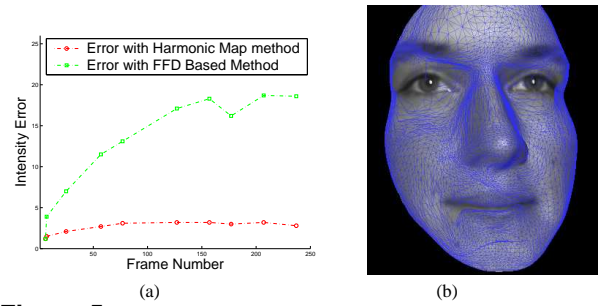 Error with Harmonic Map method
Error with FFD Based Method
25
20
15
10
5
0
50
100
150
200
250
Intensity Error
Frame Number
(a)
(b)